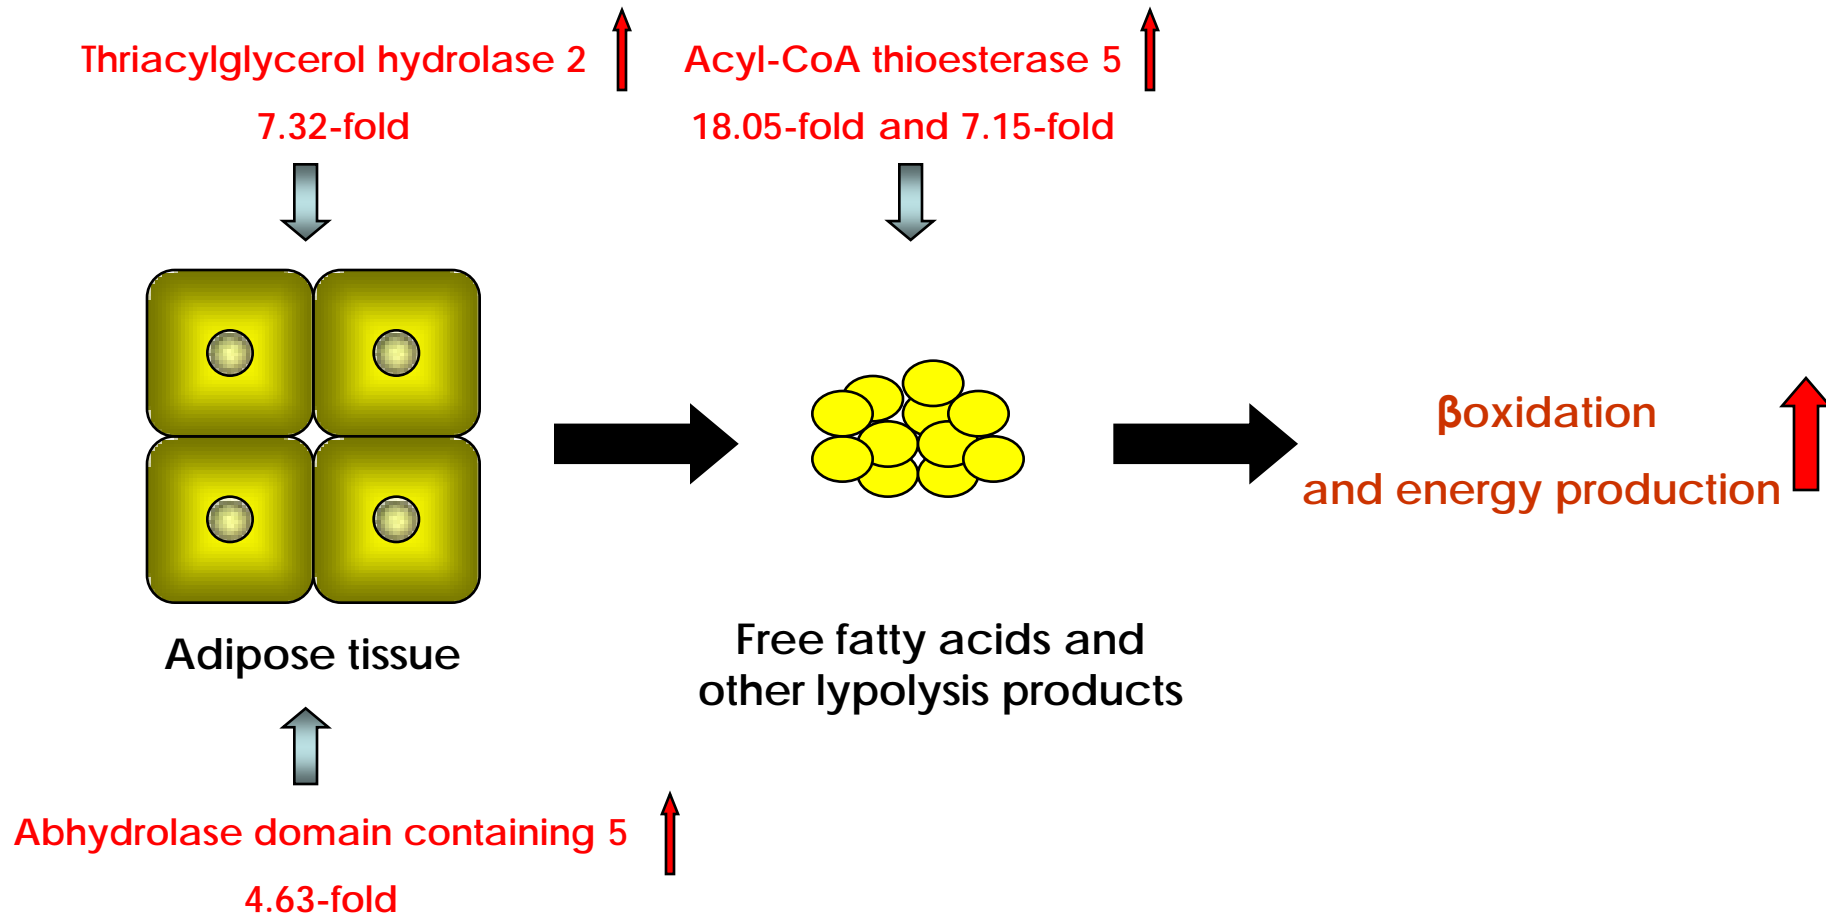 Thriacylglycerol hydrolase 2
7.32-fold
Acyl-CoA thioesterase 5
18.05-fold and 7.15-fold
βoxidation
and energy production
Adipose tissue
Free fatty acids and
other lypolysis products
Abhydrolase domain containing 5
4.63-fold